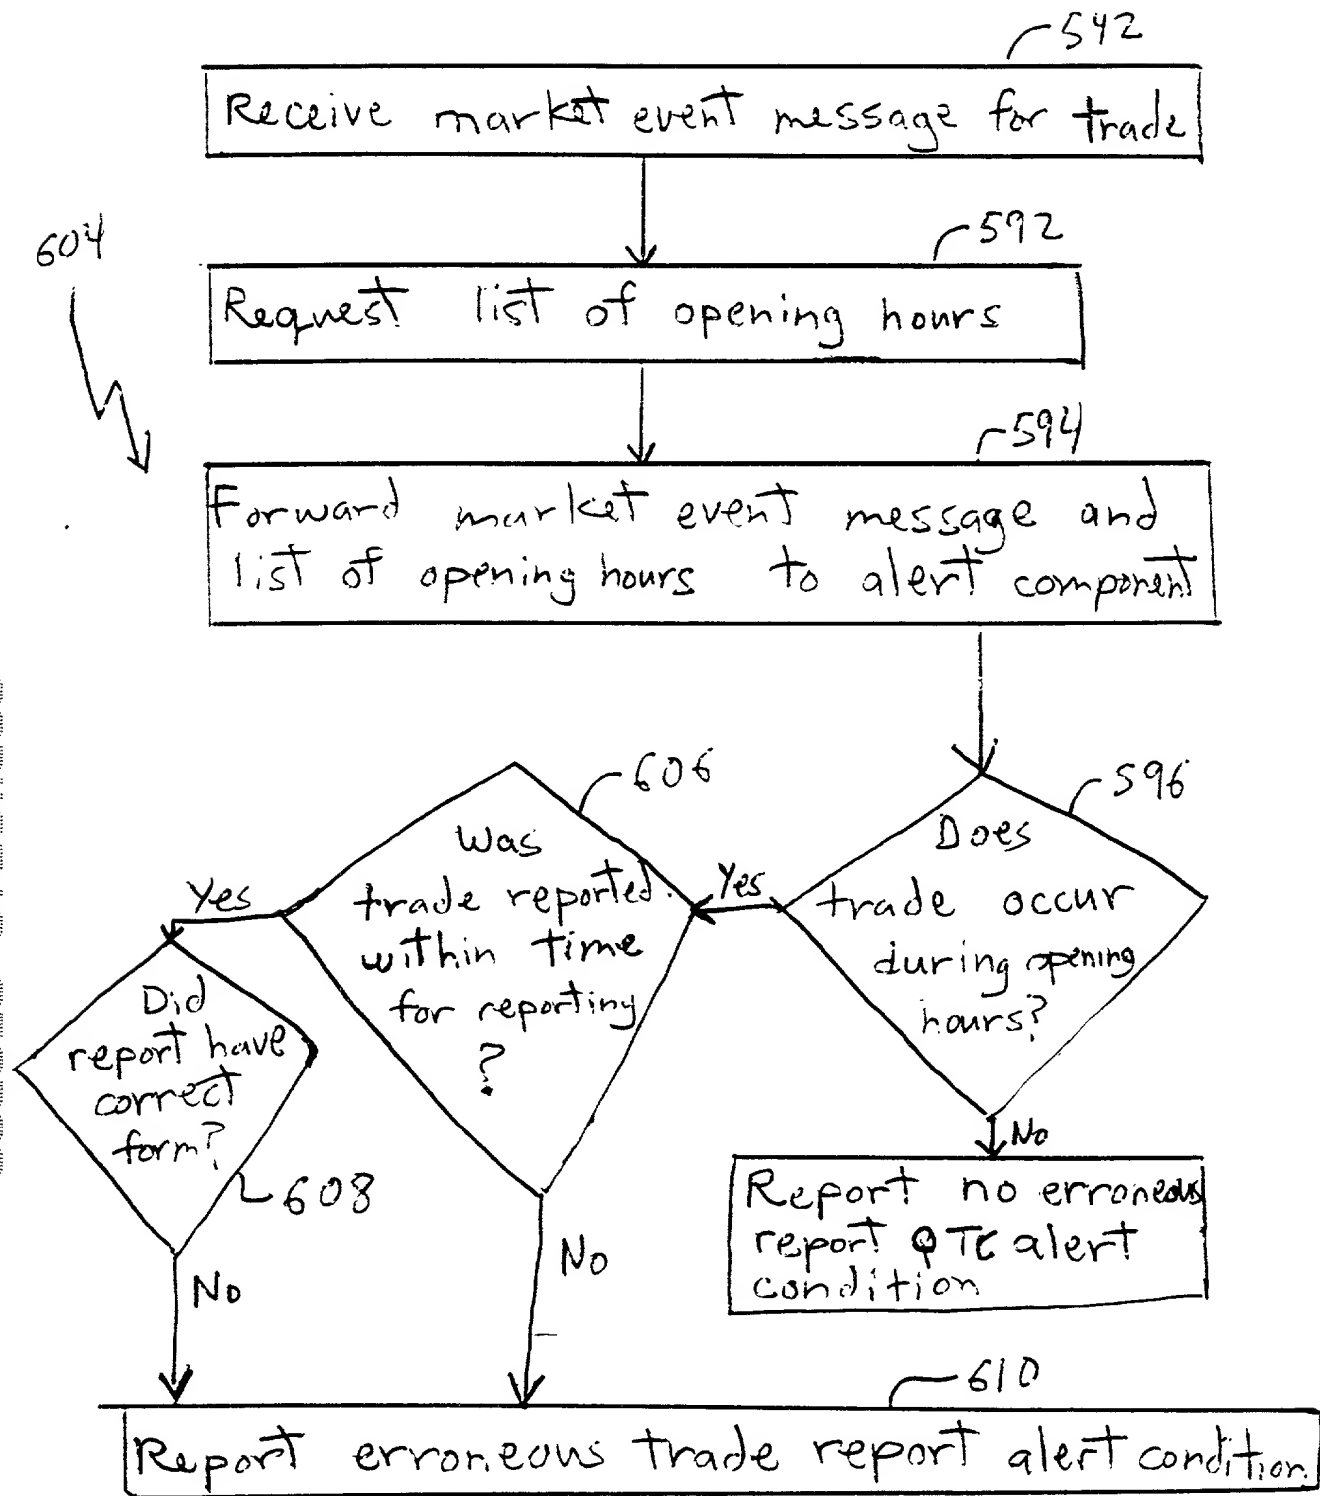 542
Receive market event message for trade
592
604
Request list of opening hours
594
Forward market event message and
list of opening hours to alert component
606
596
Was
trade reported
within time
for reporting
?
Yes
Does
trade occur
during opening
hours?
Yes
Did
report have
correct
form?
608
No
No
No
Report no erroneous
report alert
condition
610
Report erroneous trade report alert condition